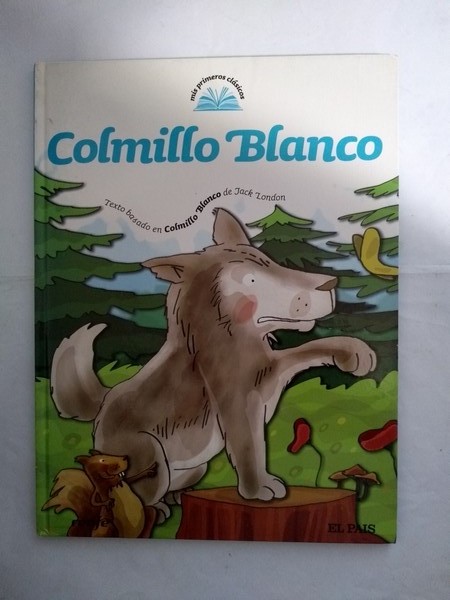 mis primeros clásicos
Colmillo Blanco
Texto basado en Colmillo Blanco de Jack London
EL PAIS